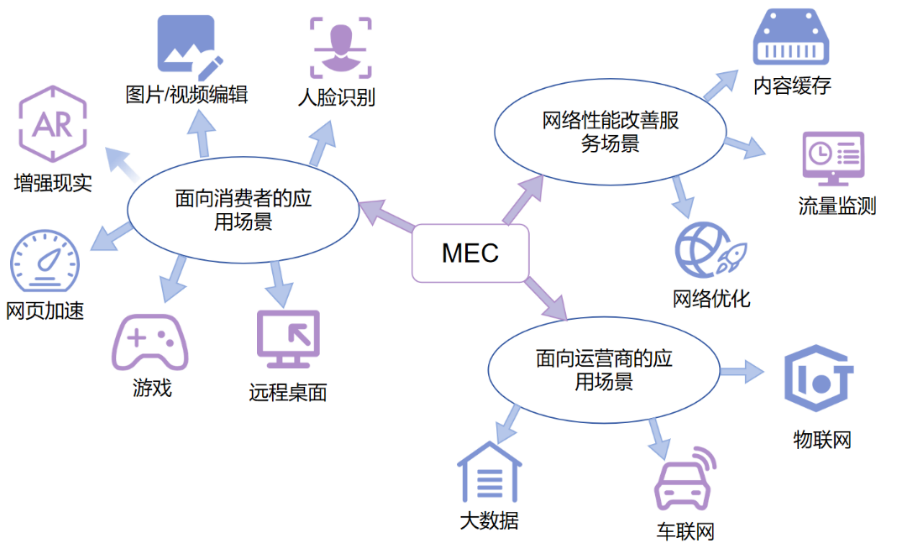 图片/视频编辑
人脸识别
AR
增强现实
面向消费者的应
用场景
网页加速
游戏
远程桌面
MEC
网络性能改善服
务场景
内容缓存
流量监测
网络优化
面向运营商的应
用场景
IoT
物联网
大数据
车联网